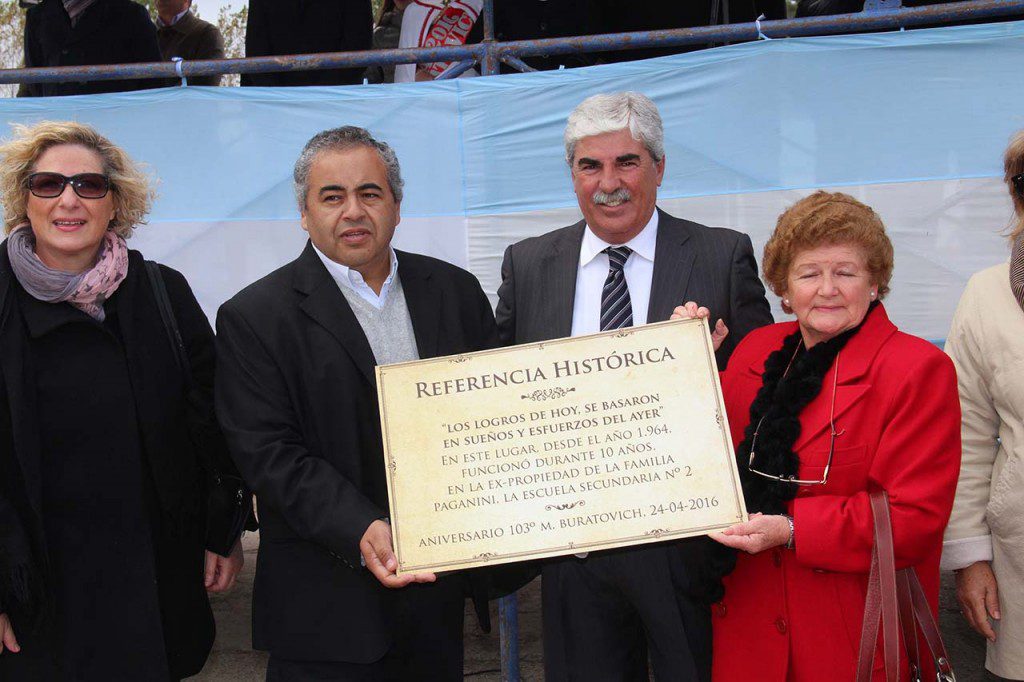 2016
REFERENCIA HISTÓRICA
"LOS LOGROS DE HOY, SE BASARON
EN SUEÑOS Y ESFUERZOS DEL AYER"
EN ESTE LUGAR, DESDE EL AÑO 1.964,
FUNCIONÓ DURANTE 10 AÑOS,
EN LA EX-PROPIEDAD DE LA FAMILIA
PAGANINI, LA ESCUELA SECUNDARIA Nº 2
ANIVERSARIO 103º M. BURATOVICH, 24-04-2016